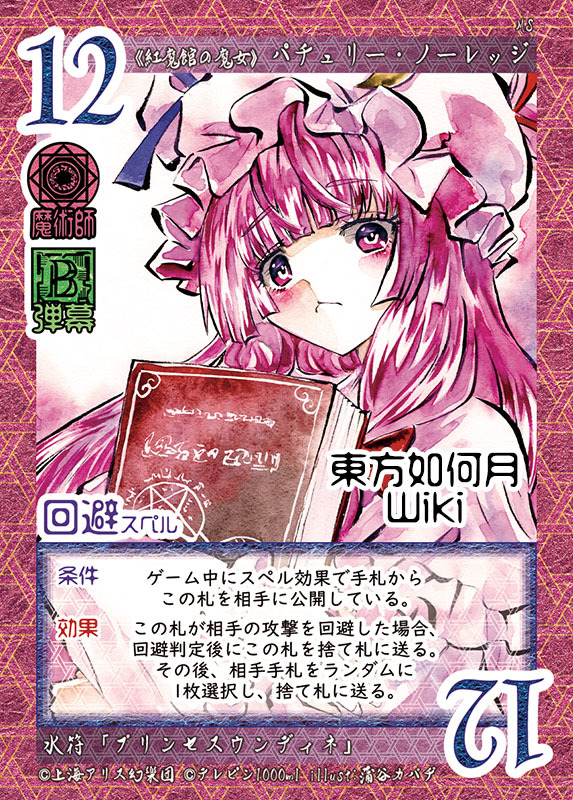 12
M.S.
《紅魔館の魔女》 パチュリー・ノーレッジ
魔術師
B
弾幕
東方如何月
Wiki
回避スペル
条件
ゲーム中にスペル効果で手札から
この札を相手に公開している。
効果
この札が相手の攻撃を回避した場合、
回避判定後にこの札を捨て札に送る。
その後、相手手札をランダムに
1枚選択し、捨て札に送る。
12
水符「プリンセスウンディネ」
©上海アリス幻樂団 ©テレピン1000ml illust:蒲谷カバヂ